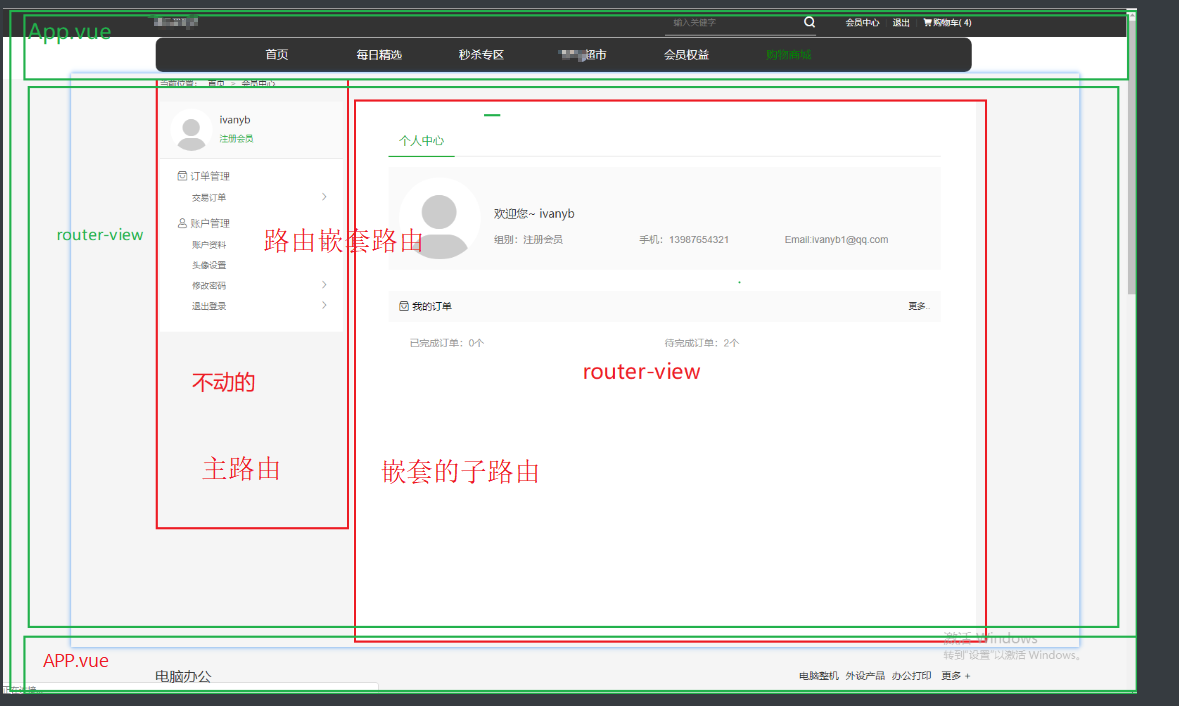 App.vue
输入关键字
会员中心 退出 购物车( 4)
首页 每日精选 秒杀专区 超市 会员权益 购物商城
当前位置: 首页 > 会员中心
ivanyb
注册会员
订单管理
交易订单
账户管理
账户资料
头像设置
修改密码
退出登录
router-view
路由嵌套路由
不动的
主路由
个人中心
欢迎您~ ivanyb
组别：注册会员 手机：13987654321 Email:ivanyb1@qq.com
我的订单 更多..
已完成订单：0个 待完成订单：2个
router-view
嵌套的子路由
激活 Windows
转到"设置"以激活 Windows。
APP.vue
电脑办公 电脑整机 外设产品 办公打印 更多 +